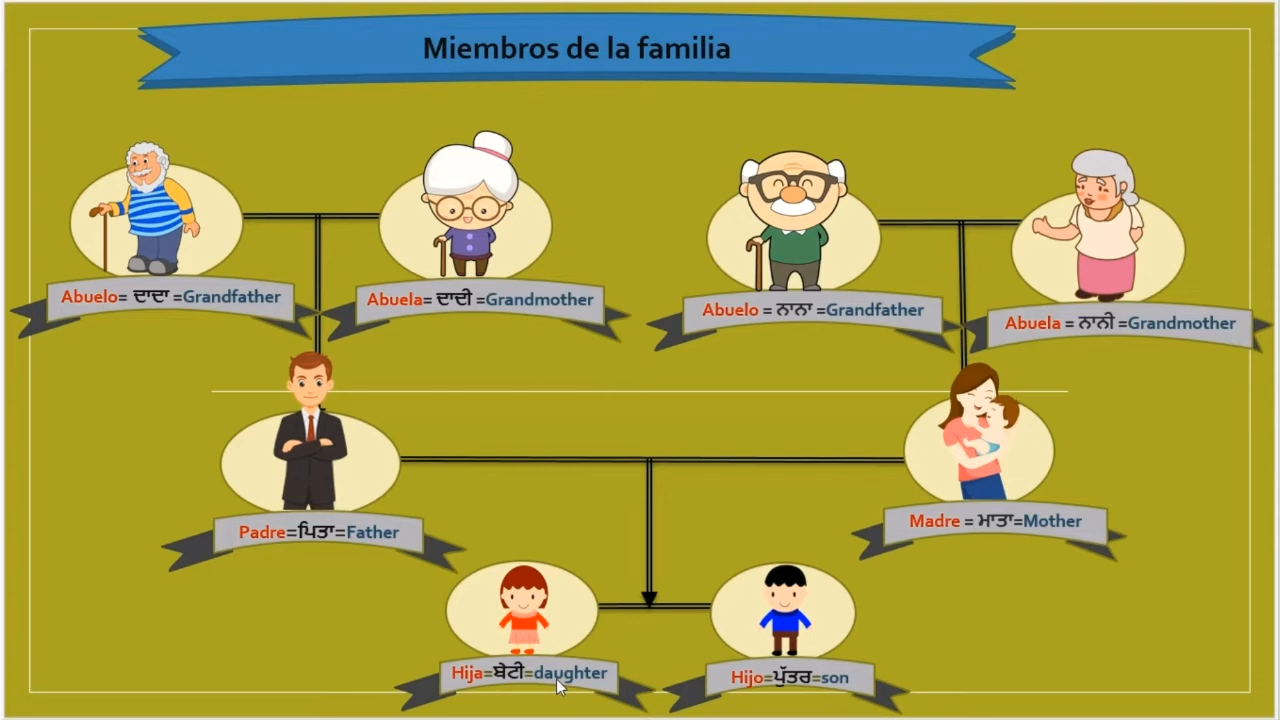 Miembros de la familia
Abuelo= ਦਾਦਾ =Grandfather
Abuela= ਦਾਦੀ =Grandmother
Abuelo = ਨਾਨਾ =Grandfather
Abuela = ਨਾਨੀ =Grandmother
Padre=ਪਿਤਾ=Father
Madre = ਮਾਤਾ=Mother
Hija=ਬੇਟੀ=daughter
Hijo=ਪੁੱਤਰ=son